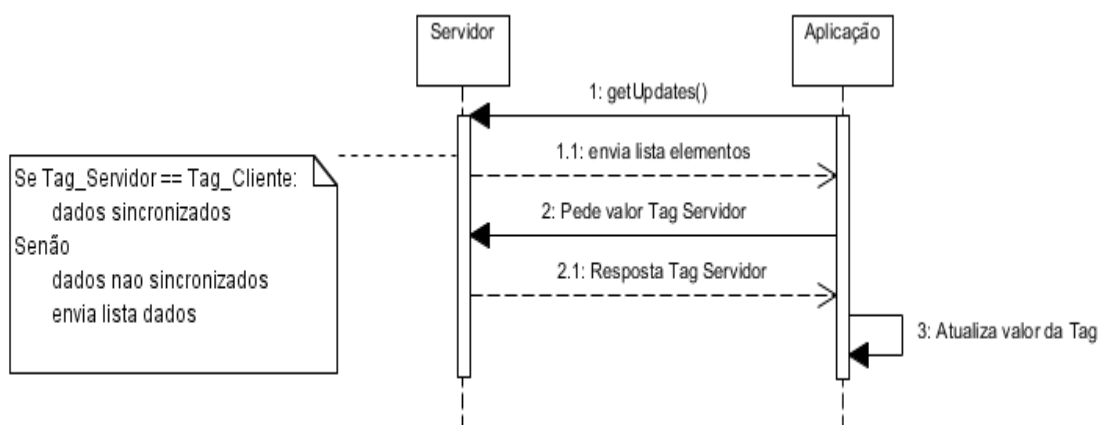 Servidor
Aplicação
1: getUpdates()
1.1: envia lista elementos
Se Tag_Servidor == Tag_Cliente:
dados sincronizados
Senão
dados nao sincronizados
envia lista dados
2: Pede valor Tag Servidor
2.1: Resposta Tag Servidor
3: Atualiza valor da Tag